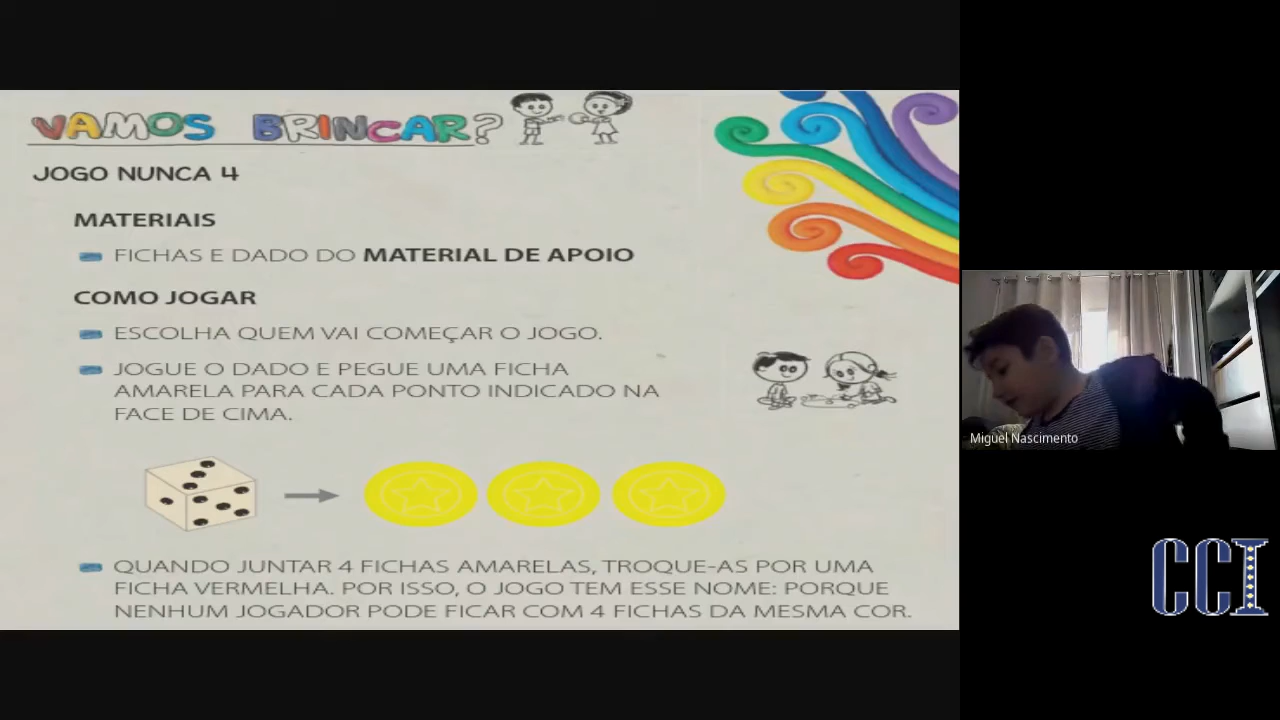 VAMOS BRINCAR?
JOGO NUNCA 4
MATERIAIS
FICHAS E DADO DO MATERIAL DE APOIO
COMO JOGAR
ESCOLHA QUEM VAI COMEÇAR O JOGO.
JOGUE O DADO E PEGUE UMA FICHA
AMARELA PARA CADA PONTO INDICADO NA
FACE DE CIMA.
QUANDO JUNTAR 4 FICHAS AMARELAS, TROQUE-AS POR UMA
FICHA VERMELHA. POR ISSO, O JOGO TEM ESSE NOME: PORQUE
NENHUM JOGADOR PODE FICAR COM 4 FICHAS DA MESMA COR.
Miguel Nascimento
CCI